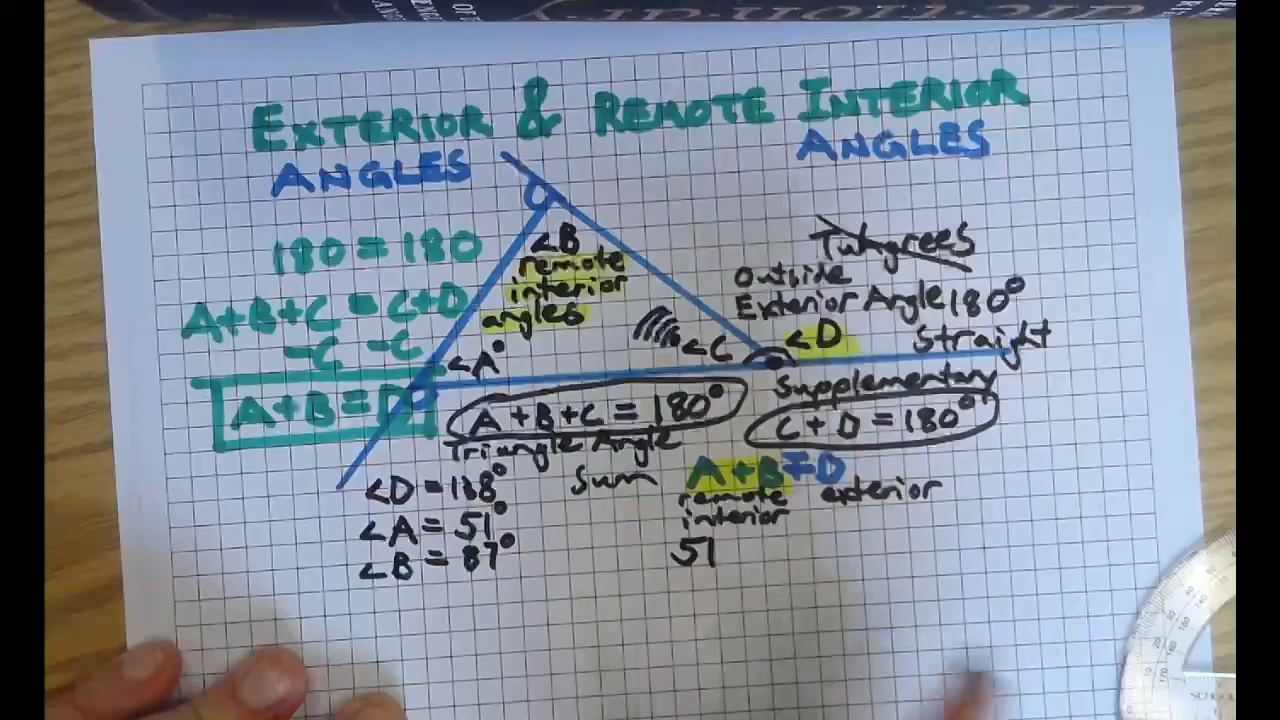 EXTERIOR & REMOTE INTERIOR
ANGLES ANGLES
180 = 180
A+B+C = C+D
-C -C
A+B = D
∠B
remote
interior
angles
∠A°
∠C
Outside
Exterior Angle 180°
∠D Straight
Supplementary
C + D = 180°
A + B + C = 180°
Triangle Angle
Sum
∠D = 138°
∠A = 51°
∠B = 87°
A + B = D
remote exterior
interior
51